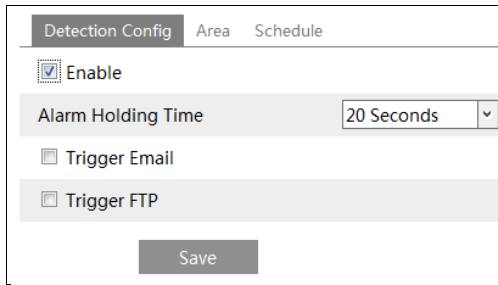 Detection Config Area Schedule
Enable
Alarm Holding Time 20 Seconds
Trigger Email
Trigger FTP
Save